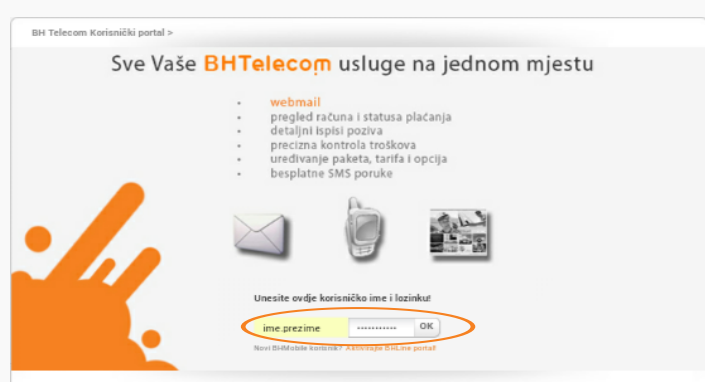 BH Telecom Korisnički portal >
Sve Vaše BHTelecom usluge na jednom mjestu
• webmail
• pregled računa i statusa plaćanja
• detaljni ispisi poziva
• precizna kontrola troškova
• uređivanje paketa, tarifa i opcija
• besplatne SMS poruke
Unesite ovdje korisničko ime i lozinku!
ime.prezime ··········· OK
Novi BHMobile korisnik? Aktivirajte BHLine portal!